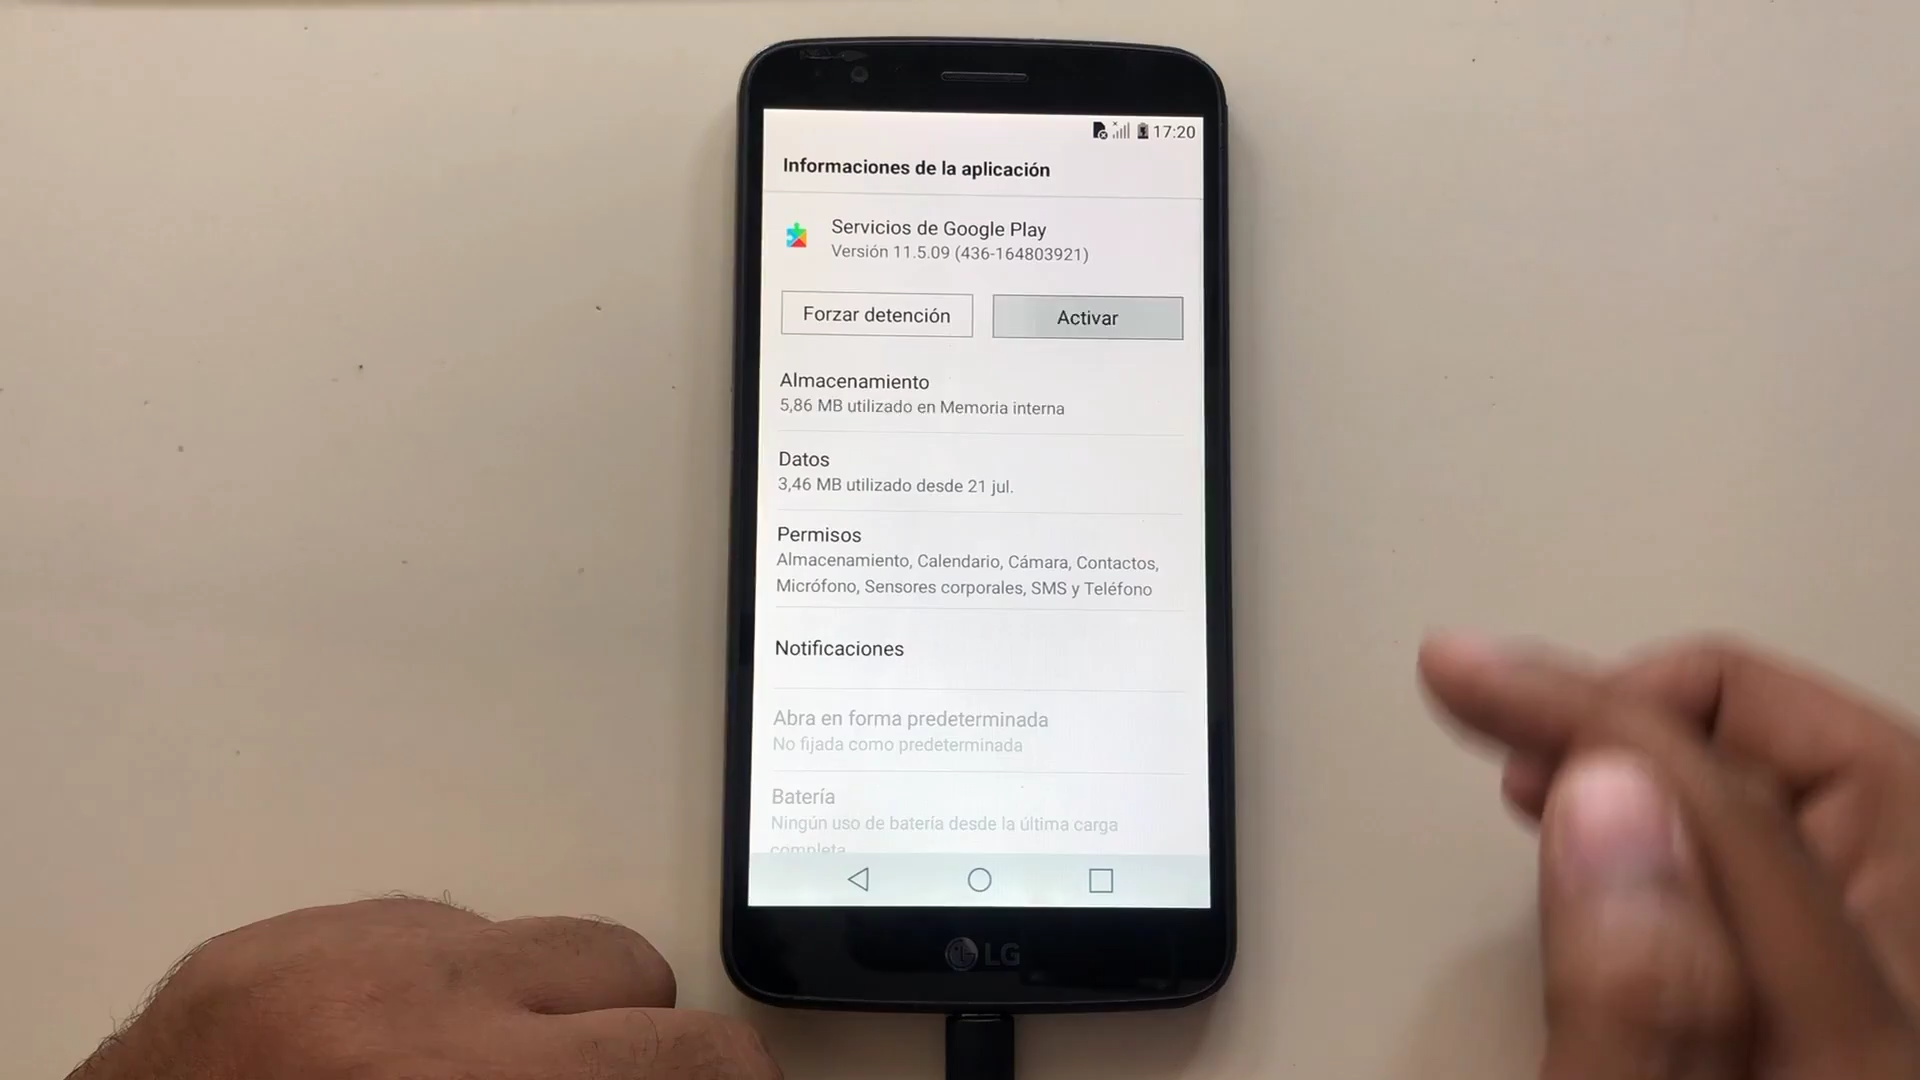 17:20
Informaciones de la aplicación
Servicios de Google Play
Versión 11.5.09 (436-164803921)
Forzar detención
Activar
Almacenamiento
5,86 MB utilizado en Memoria interna
Datos
3,46 MB utilizado desde 21 jul.
Permisos
Almacenamiento, Calendario, Cámara, Contactos,
Micrófono, Sensores corporales, SMS y Teléfono
Notificaciones
Abra en forma predeterminada
No fijada como predeterminada
Batería
Ningún uso de batería desde la última carga
completa
LG